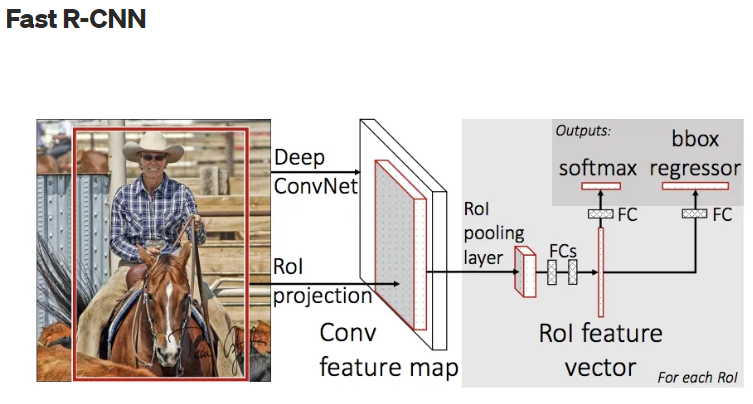 Fast R-CNN
Outputs:
bbox
softmax regressor
Deep
ConvNet
RoI
pooling
layer
FC
FC
FCs
RoI
projection
Conv
feature map
RoI feature
vector
For each RoI